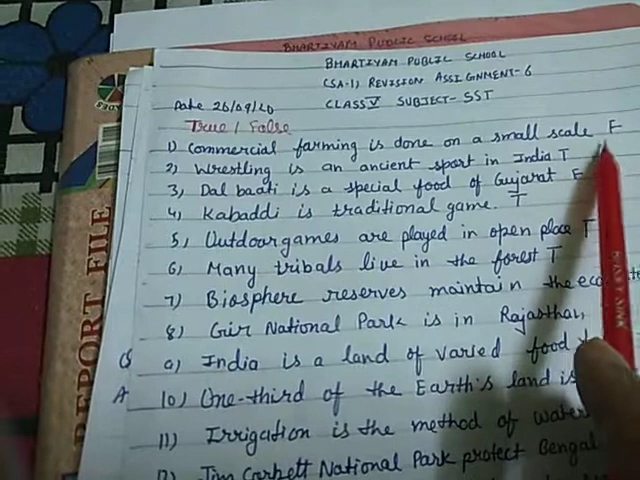 BHARTIYAM PUBLIC SCHOOL
BHARTIYAM PUBLIC SCHOOL
(SA-1) REVISION ASSIGNMENT-6
Date 26/09/20 CLASS V SUBJECT-SST
True / False
1) Commercial farming is done on a small scale F
2) Wrestling is an ancient sport in India T
3) Dal baati is a special food of Gujarat F
4) Kabaddi is traditional game. T
5) Outdoor games are played in open place T
6) Many tribals live in the forest T
7) Biosphere reserves maintain the eco
8) Gir National Park is in Rajasthan,
9) India is a land of varied food
10) One-third of the Earth's land is
11) Irrigation is the method of water
12) Jim Corbett National Park protect Bengal
REPORT FILE